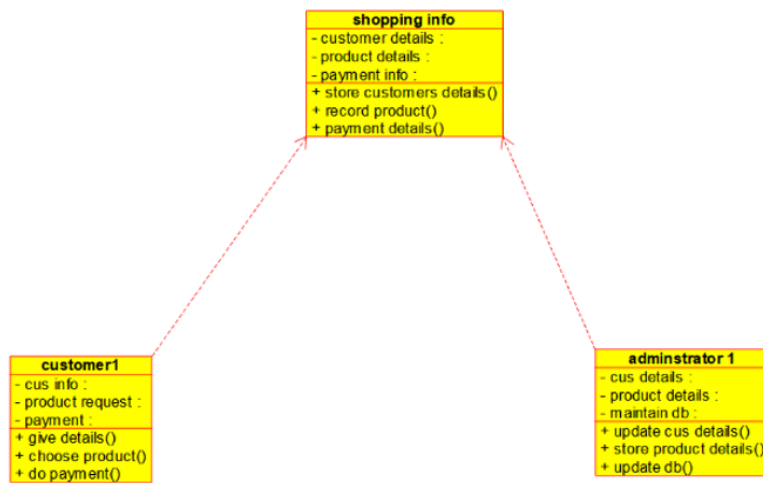 shopping info
- customer details :
- product details :
- payment info :
+ store customers details()
+ record product()
+ payment details()
customer1
- cus info :
- product request :
- payment :
+ give details()
+ choose product()
+ do payment()
adminstrator 1
- cus details :
- product details :
- maintain db :
+ update cus details()
+ store product details()
+ update db()